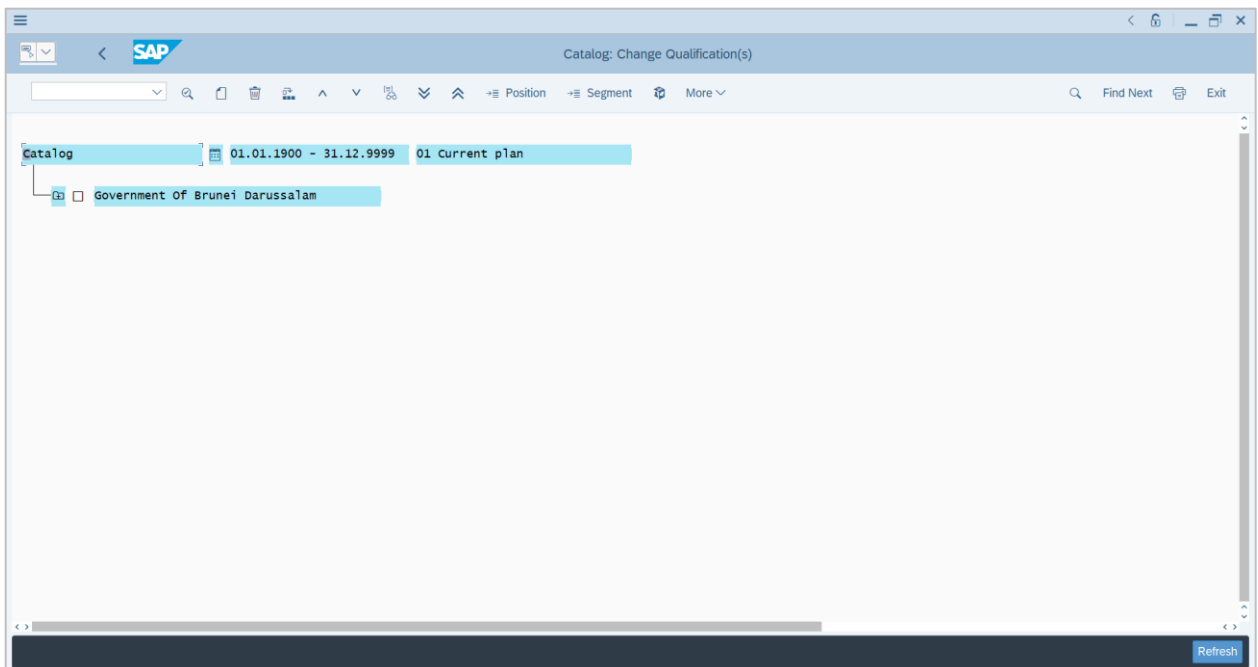 SAP
Catalog: Change Qualification(s)
Position Segment More Find Next Exit
Catalog 01.01.1900 - 31.12.9999 01 Current plan
Government Of Brunei Darussalam
Refresh